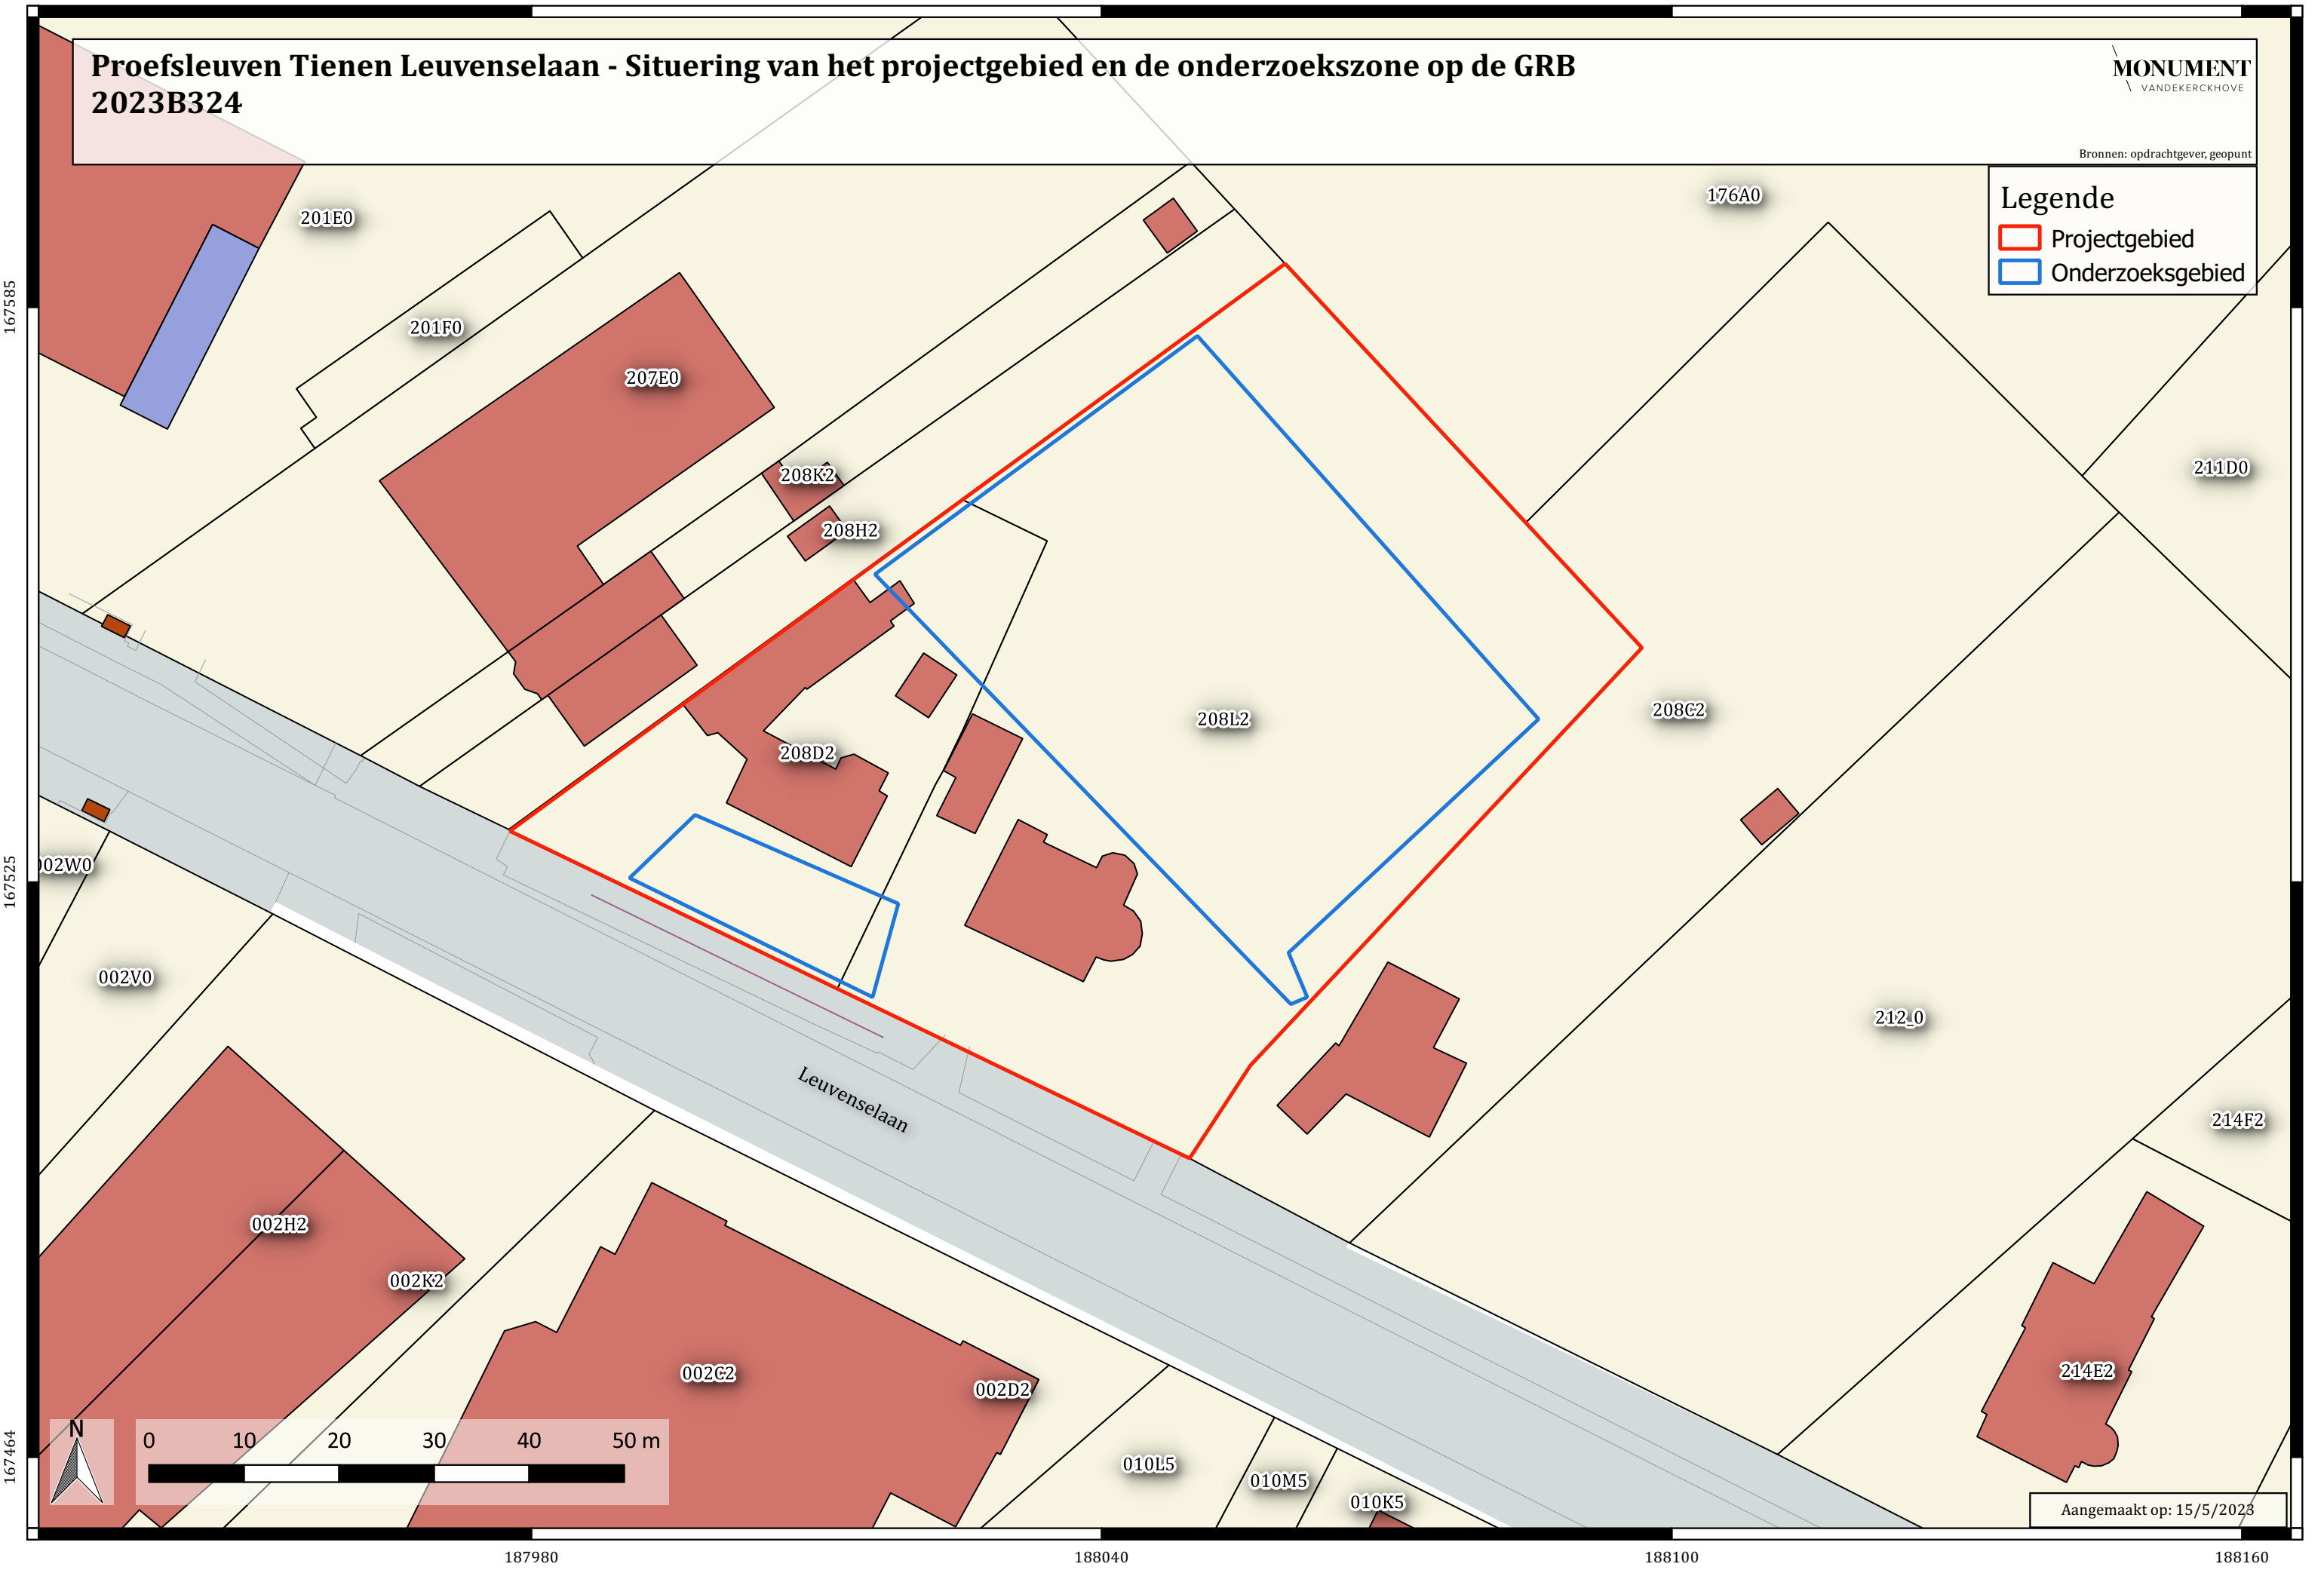 Proefsleuven Tienen Leuvenselaan - Situering van het projectgebied en de onderzoekszone op de GRB
2023B324
MONUMENT
VANDEKERCKHOVE
Bronnen: opdrachtgever, geopunt
Legende
Projectgebied
Onderzoeksgebied
176A0
201E0
201F0
207E0
208K2
208H2
211D0
208L2
208C2
208D2
002W0
002V0
212_0
Leuvenselaan
214F2
002H2
002K2
002C2
002D2
214E2
010L5
010M5
010K5
N
0 10 20 30 40 50 m
Aangemaakt op: 15/5/2023
167585
167525
167464
187980 188040 188100 188160